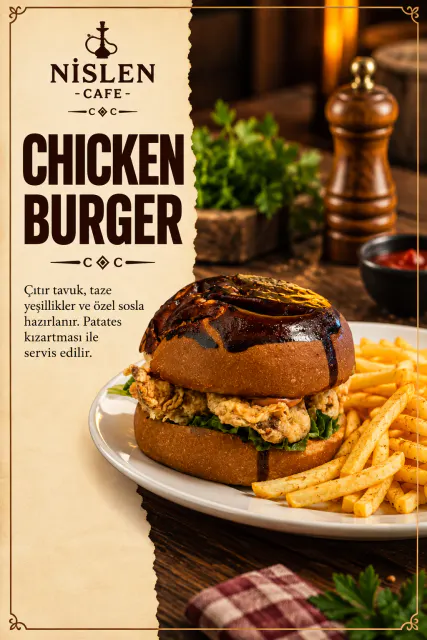 NİSLEN
- CAFE -
C C
CHICKEN
BURGER
C C
Çıtır tavuk, taze
yeşillikler ve özel sosla
hazırlanır. Patates
kızartması ile
servis edilir.